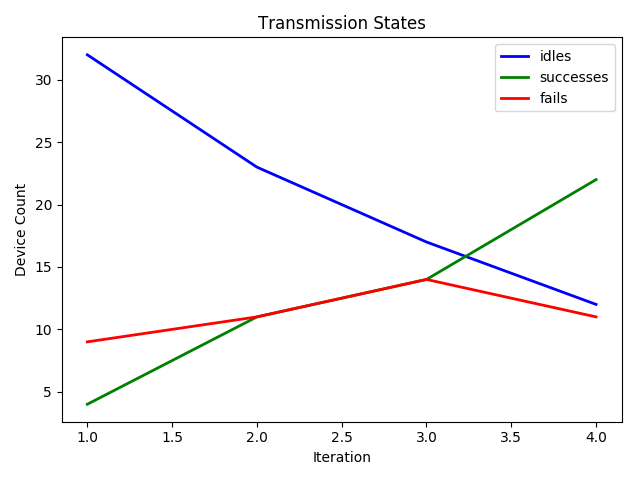 Transmission States
idles
successes
fails
Device Count
30
25
20
15
10
5
1.0 1.5 2.0 2.5 3.0 3.5 4.0
Iteration